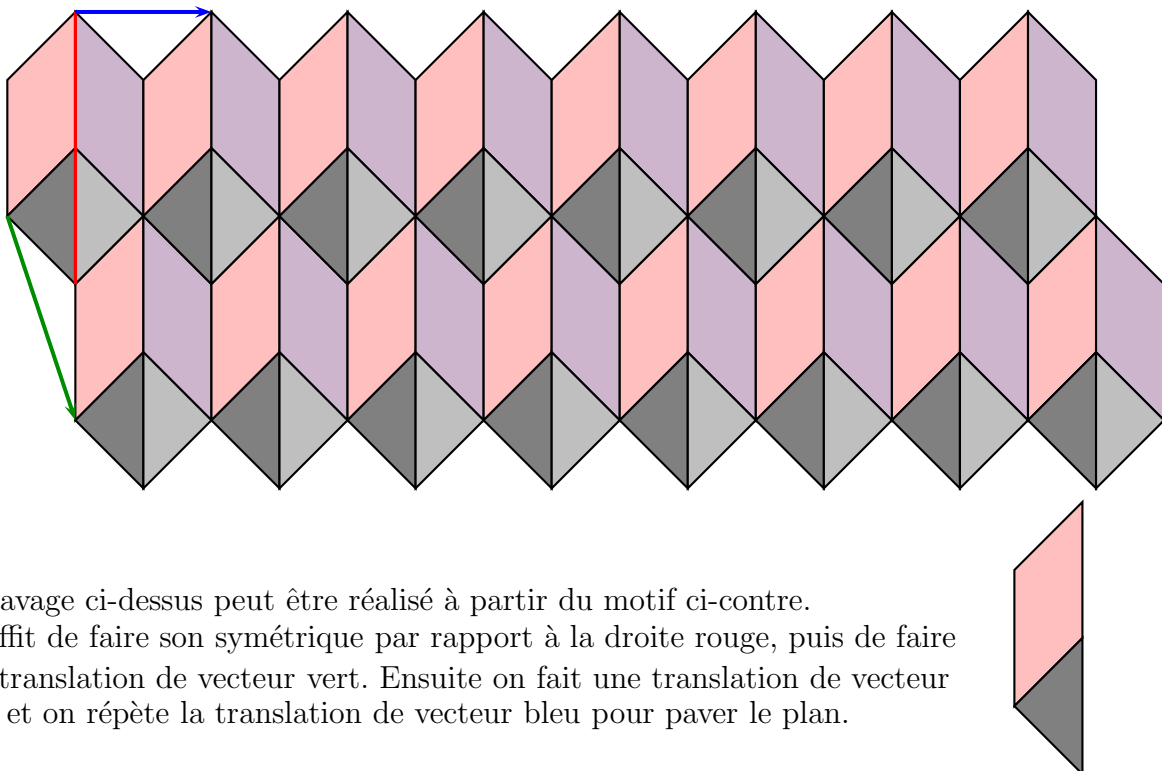 avage ci-dessus peut être réalisé à partir du motif ci-contre.
ffit de faire son symétrique par rapport à la droite rouge, puis de faire
translation de vecteur vert. Ensuite on fait une translation de vecteur
et on répète la translation de vecteur bleu pour paver le plan.